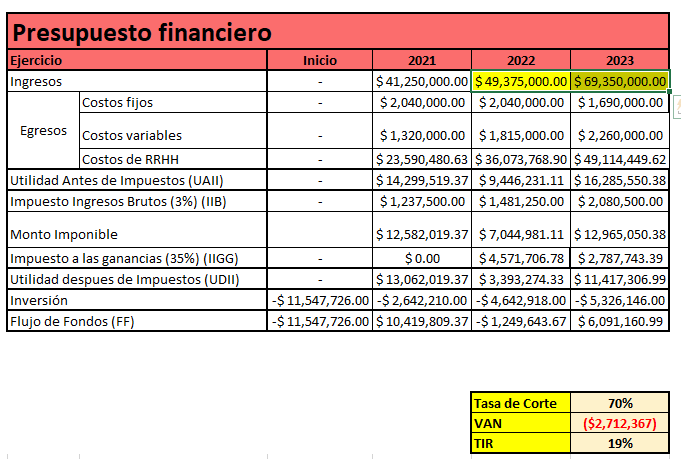 Presupuesto financiero
Ejercicio Inicio 2021 2022 2023
Ingresos - $ 41,250,000.00 $ 49,375,000.00 $ 69,350,000.00
Egresos Costos fijos - $ 2,040,000.00 $ 2,040,000.00 $ 1,690,000.00
Costos variables - $ 1,320,000.00 $ 1,815,000.00 $ 2,260,000.00
Costos de RRHH - $ 23,590,480.63 $ 36,073,768.90 $ 49,114,449.62
Utilidad Antes de Impuestos (UAII) - $ 14,299,519.37 $ 9,446,231.11 $ 16,285,550.38
Impuesto Ingresos Brutos (3%) (IIB) - $ 1,237,500.00 $ 1,481,250.00 $ 2,080,500.00
Monto Imponible - $ 12,582,019.37 $ 7,044,981.11 $ 12,965,050.38
Impuesto a las ganancias (35%) (IIGG) - $ 0.00 $ 4,571,706.78 $ 2,787,743.39
Utilidad despues de Impuestos (UDII) - $ 13,062,019.37 $ 3,393,274.33 $ 11,417,306.99
Inversión -$ 11,547,726.00 -$ 2,642,210.00 -$ 4,642,918.00 -$ 5,326,146.00
Flujo de Fondos (FF) -$ 11,547,726.00 $ 10,419,809.37 -$ 1,249,643.67 $ 6,091,160.99
Tasa de Corte 70%
VAN ($2,712,367)
TIR 19%